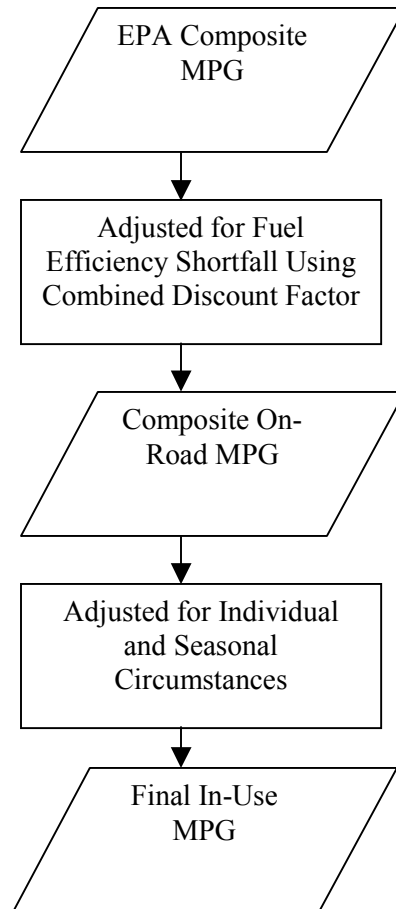 EPA Composite
MPG
Adjusted for Fuel
Efficiency Shortfall Using
Combined Discount Factor
Composite On-
Road MPG
Adjusted for Individual
and Seasonal
Circumstances
Final In-Use
MPG